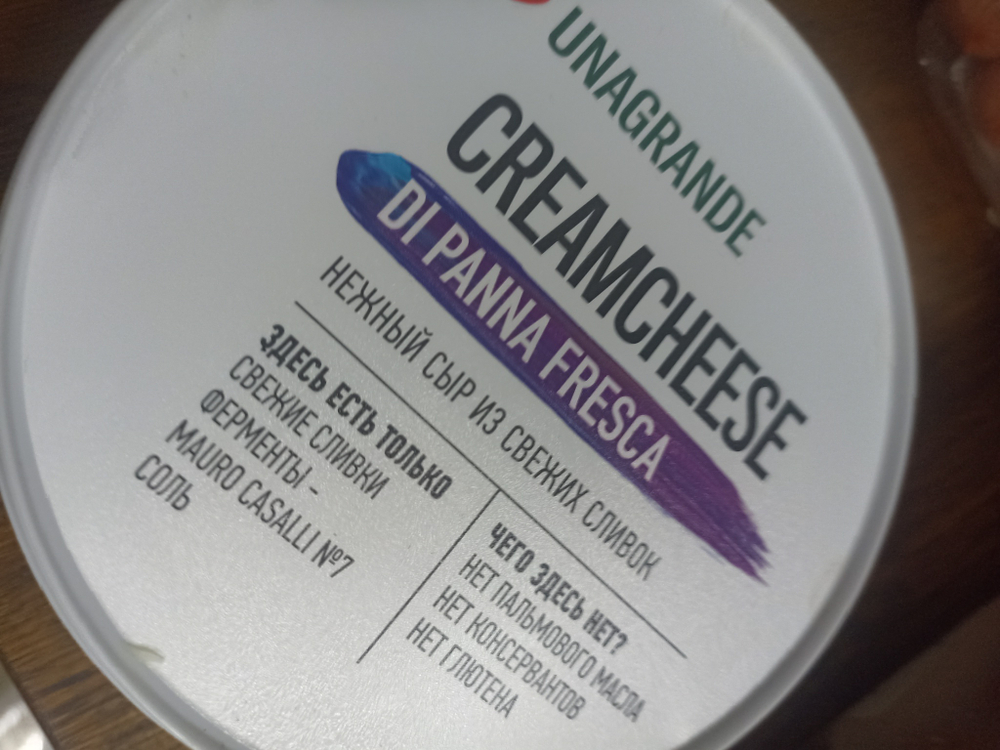 UNAGRANDE
CREAMCHEESE
DI PANNA FRESCA
НЕЖНЫЙ СЫР ИЗ СВЕЖИХ СЛИВОК
ЗДЕСЬ ЕСТЬ ТОЛЬКО
СВЕЖИЕ СЛИВКИ
ФЕРМЕНТЫ -
MAURO CASALLI №7
СОЛЬ
ЧЕГО ЗДЕСЬ НЕТ?
НЕТ ПАЛЬМОВОГО МАСЛА
НЕТ КОНСЕРВАНТОВ
НЕТ ГЛЮТЕНА